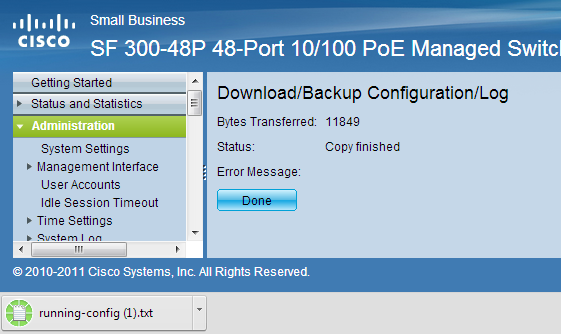 Small Business
CISCO
SF 300-48P 48-Port 10/100 PoE Managed Switc
Getting Started
Status and Statistics
Administration
System Settings
Management Interface
User Accounts
Idle Session Timeout
Time Settings
System Log
Download/Backup Configuration/Log
Bytes Transferred: 11849
Status: Copy finished
Error Message:
Done
© 2010-2011 Cisco Systems, Inc. All Rights Reserved.
running-config (1).txt